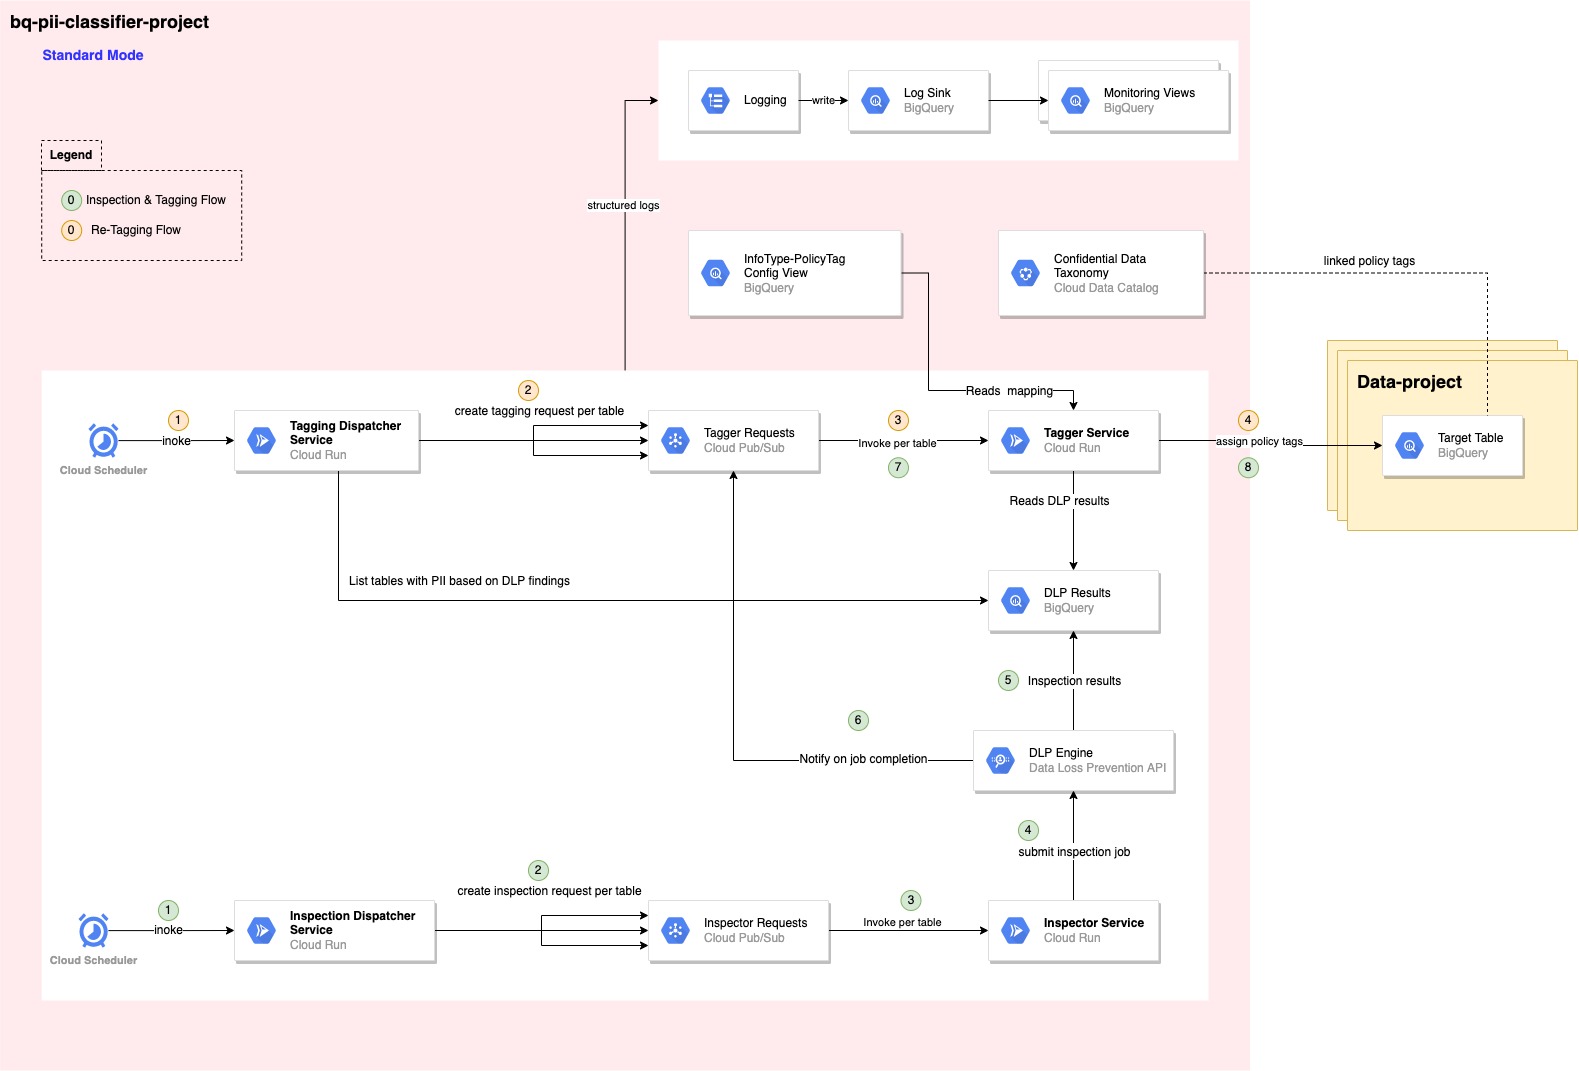 bq-pii-classifier-project
Standard Mode
Logging
write
Log Sink
BigQuery
Monitoring Views
BigQuery
Legend
0
Inspection & Tagging Flow
0
Re-Tagging Flow
structured logs
InfoType-PolicyTag
Config View
BigQuery
Confidential Data
Taxonomy
Cloud Data Catalog
linked policy tags
Data-project
Target Table
BigQuery
Reads mapping
1
inoke
Cloud Scheduler
Tagging Dispatcher
Service
Cloud Run
2
create tagging request per table
Tagger Requests
Cloud Pub/Sub
3
Invoke per table
7
Tagger Service
Cloud Run
4
assign policy tags
8
Reads DLP results
List tables with PII based on DLP findings
DLP Results
BigQuery
5
Inspection results
6
Notify on job completion
DLP Engine
Data Loss Prevention API
4
submit inspection job
1
inoke
Cloud Scheduler
Inspection Dispatcher
Service
Cloud Run
2
create inspection request per table
Inspector Requests
Cloud Pub/Sub
3
Invoke per table
Inspector Service
Cloud Run